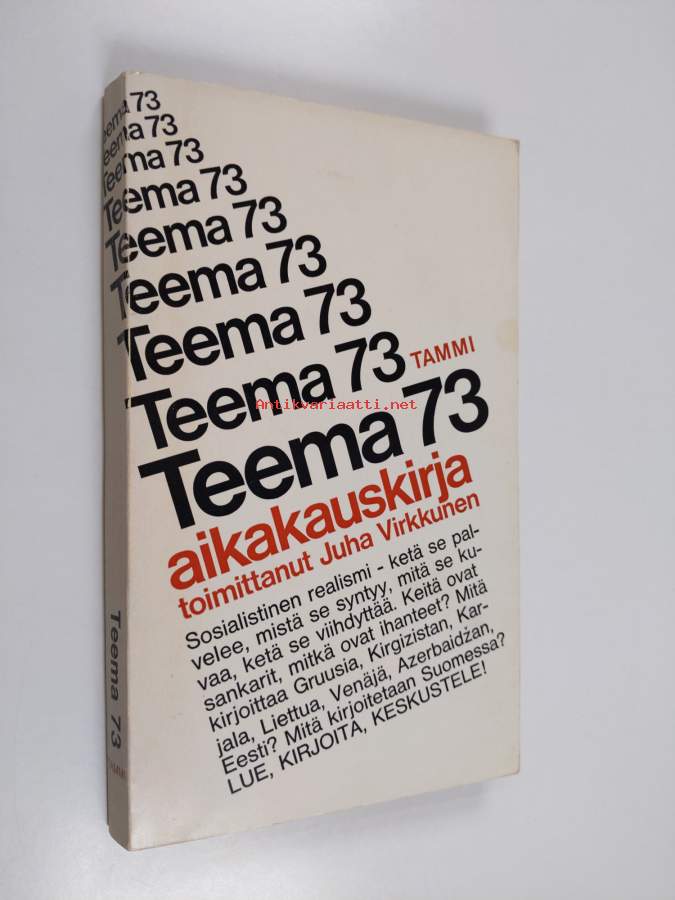 Teema 73
Teema 73
Teema 73
Teema 73
Teema 73
Teema 73
Teema 73
Teema 73 TAMMI
Antikvariaatti.net
Teema 73
aikakauskirja
toimittanut Juha Virkkunen
Sosialistinen realismi - ketä se pal-
velee, mistä se syntyy, mitä se ku-
vaa, ketä se viihdyttää. Keitä ovat
sankarit, mitkä ovat ihanteet? Mitä
kirjoittaa Gruusia, Kirgizistan, Kar-
jala, Liettua, Venäjä, Azerbaidžan,
Eesti? Mitä kirjoitetaan Suomessa?
LUE, KIRJOITA, KESKUSTELE!
Teema 73
TAMMI